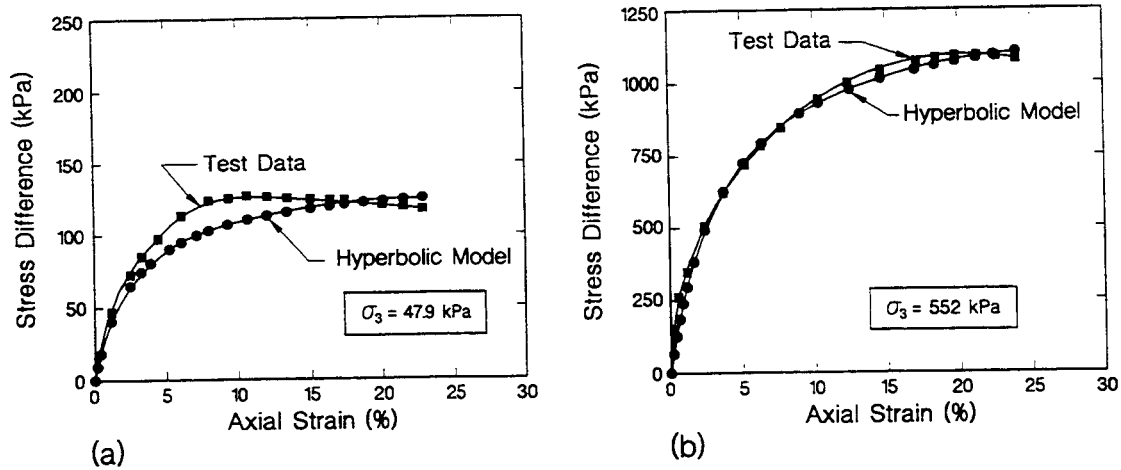 250
200
150
100
50
0
Stress Difference (kPa)
Test Data
Hyperbolic Model
σ3 = 47.9 kPa
0 5 10 15 20 25 30
Axial Strain (%)
(a)
1250
1000
750
500
250
0
Stress Difference (kPa)
Test Data
Hyperbolic Model
σ3 = 552 kPa
0 5 10 15 20 25 30
Axial Strain (%)
(b)